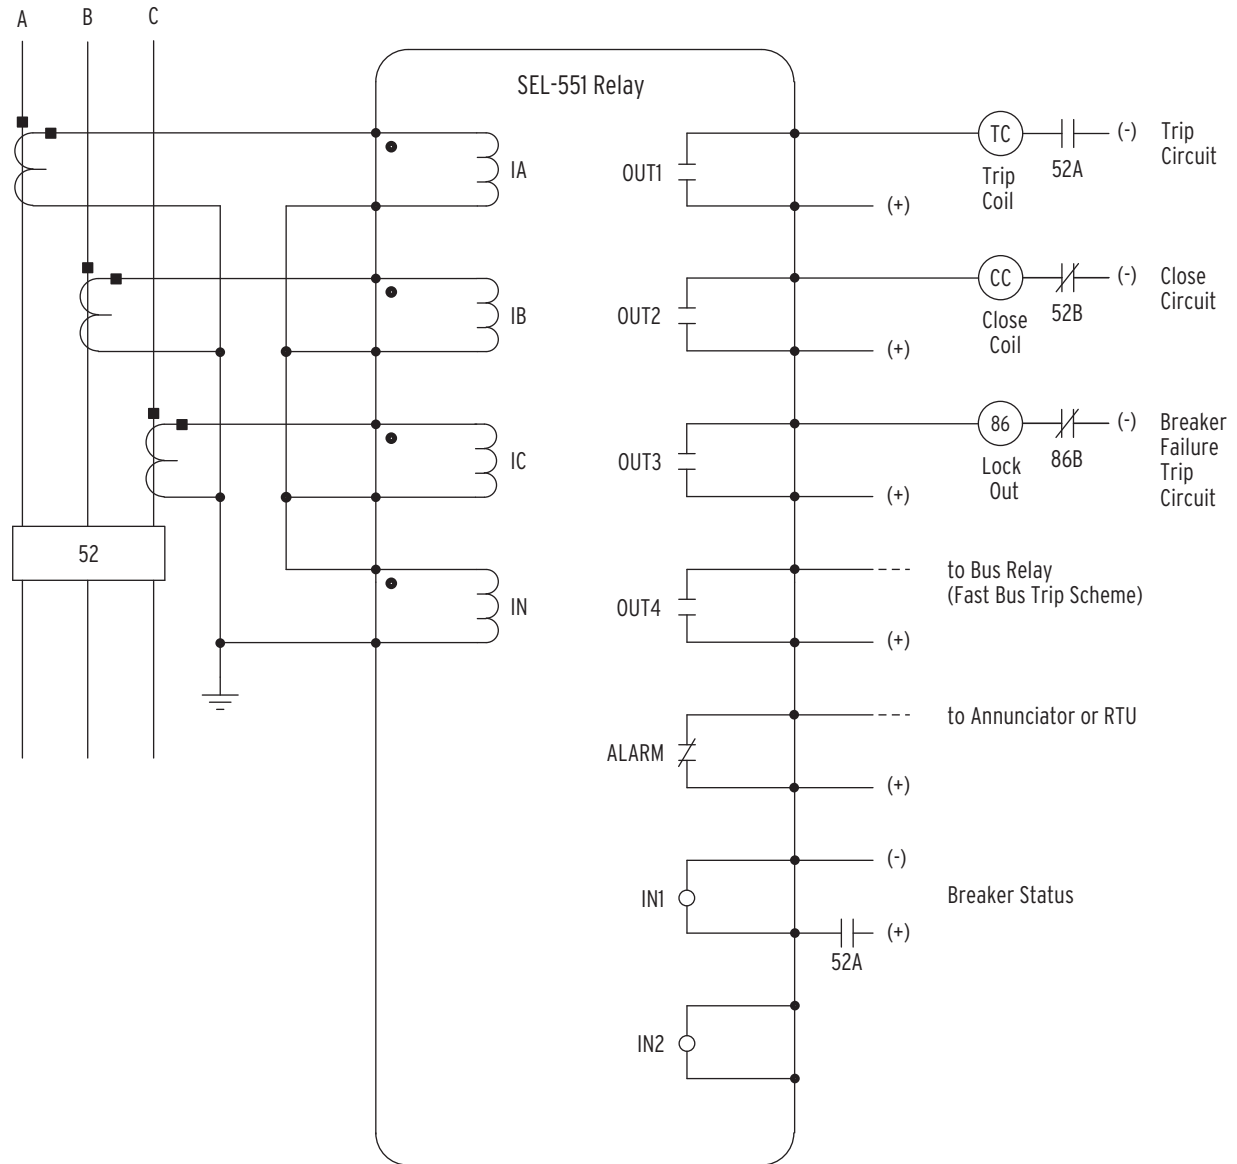 A B C
SEL-551 Relay
IA
OUT1
TC
Trip
Coil
52A
(-)
Trip
Circuit
(+)
IB
OUT2
CC
Close
Coil
52B
(-)
Close
Circuit
(+)
IC
OUT3
86
Lock
Out
86B
(-)
Breaker
Failure
Trip
Circuit
(+)
52
IN
OUT4
to Bus Relay
(Fast Bus Trip Scheme)
(+)
ALARM
to Annunciator or RTU
(+)
IN1
(-)
Breaker Status
(+)
52A
IN2